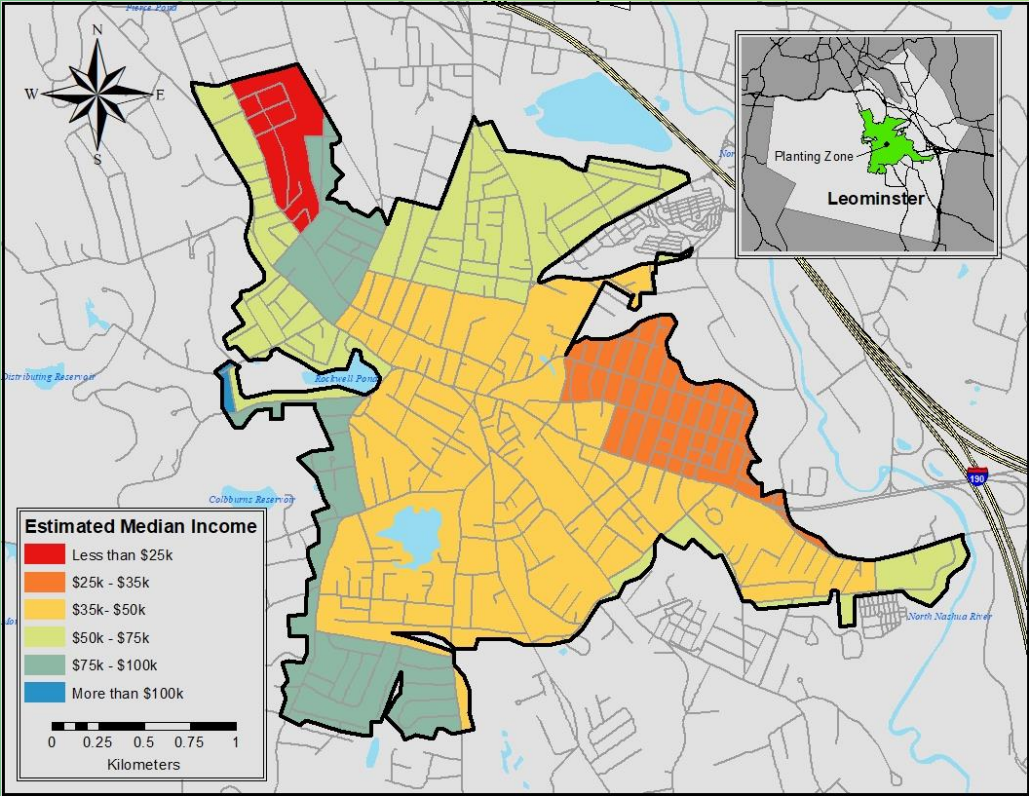 Pierce Pond
N
W
E
S
Planting Zone
Leominster
Distributing Reservoir
Rockwell Pond
Colbburns Reservoir
190
North Nashua River
Estimated Median Income
Less than $25k
$25k - $35k
$35k- $50k
$50k - $75k
$75k - $100k
More than $100k
0 0.25 0.5 0.75 1
Kilometers